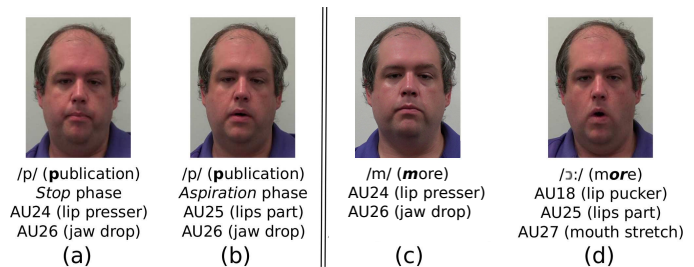 /p/ (publication)
Stop phase
AU24 (lip presser)
AU26 (jaw drop)
(a)
/p/ (publication)
Aspiration phase
AU25 (lips part)
AU26 (jaw drop)
(b)
/m/ (more)
AU24 (lip presser)
AU26 (jaw drop)
(c)
/ɔ:/ (more)
AU18 (lip pucker)
AU25 (lips part)
AU27 (mouth stretch)
(d)